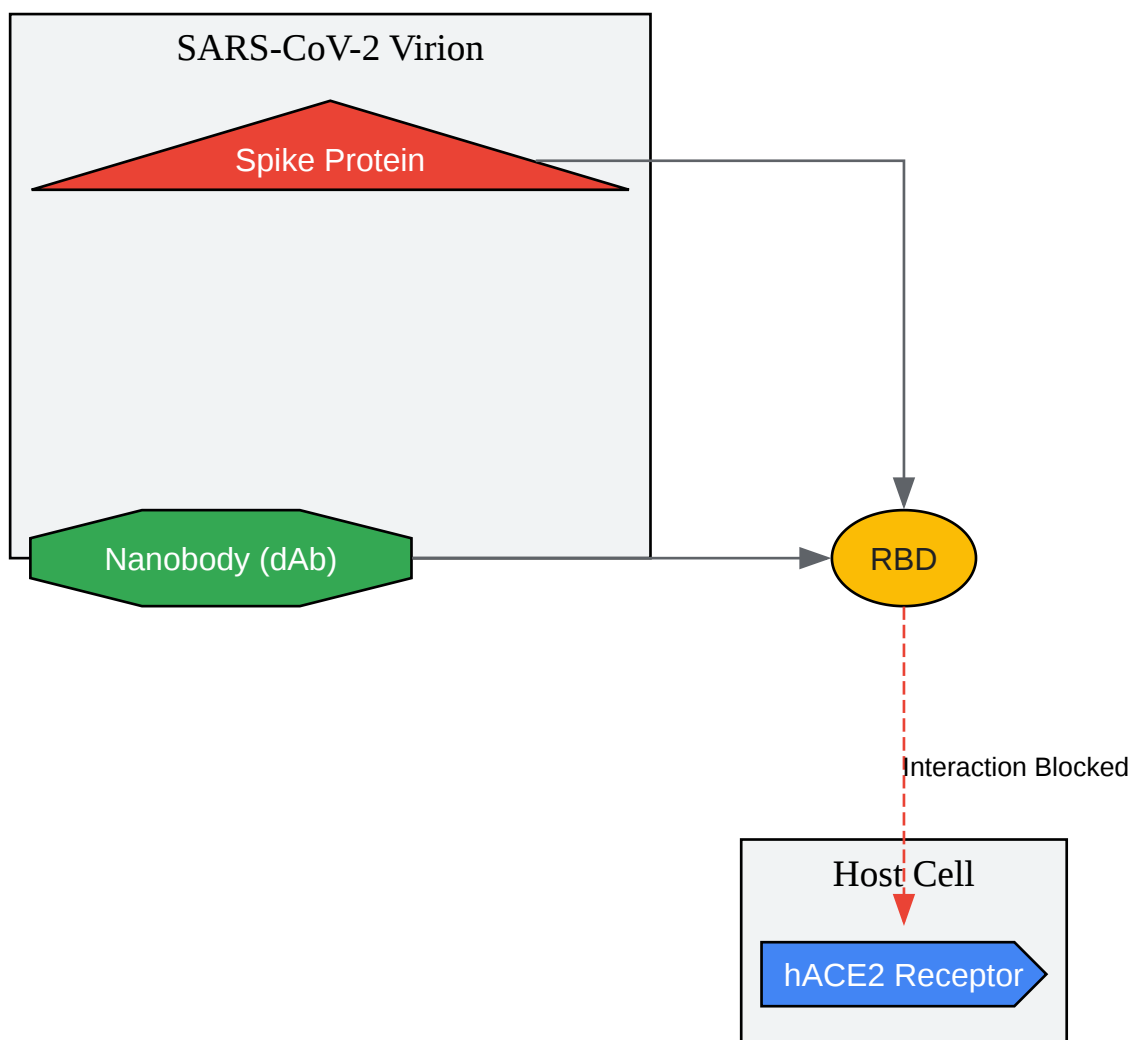 SARS-CoV-2 Virion
Spike Protein
Nanobody (dAb)
RBD
Interaction Blocked
Host Cell
hACE2 Receptor